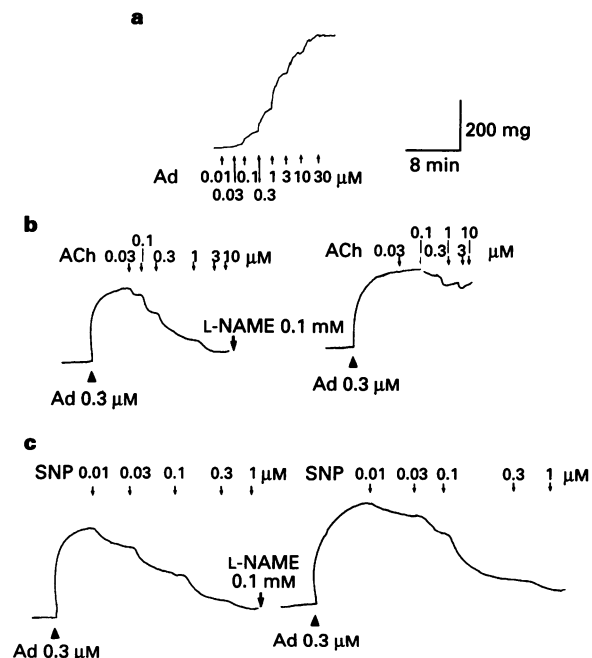 a
200 mg
8 min
Ad 0.01 0.1 1 3 10 30 µM
0.03 0.3
b
0.1
ACh 0.03 0.3 1 3 10 µM
0.1 1 10
ACh 0.03 0.3 3 µM
L-NAME 0.1 mM
Ad 0.3 µM
Ad 0.3 µM
c
SNP 0.01 0.03 0.1 0.3 1 µM
SNP 0.01 0.03 0.1 0.3 1 µM
L-NAME
0.1 mM
Ad 0.3 µM
Ad 0.3 µM